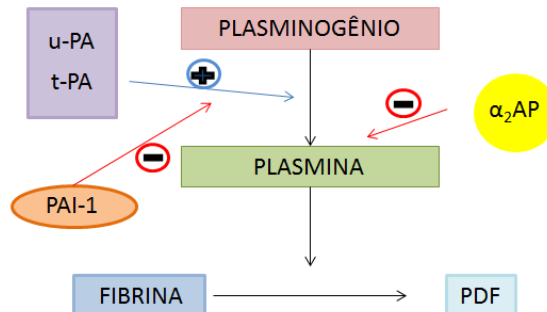 u-PA
t-PA
PLASMINOGÊNIO
α₂AP
PLASMINA
PAI-1
FIBRINA
PDF